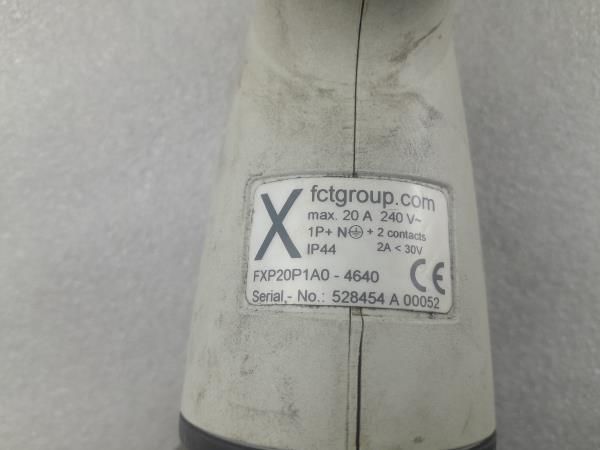 X fctgroup.com
max. 20 A 240 V~
1P+ N⏚ + 2 contacts
IP44 2A < 30V
FXP20P1A0 - 4640 CE
Serial,- No.: 528454 A 00052